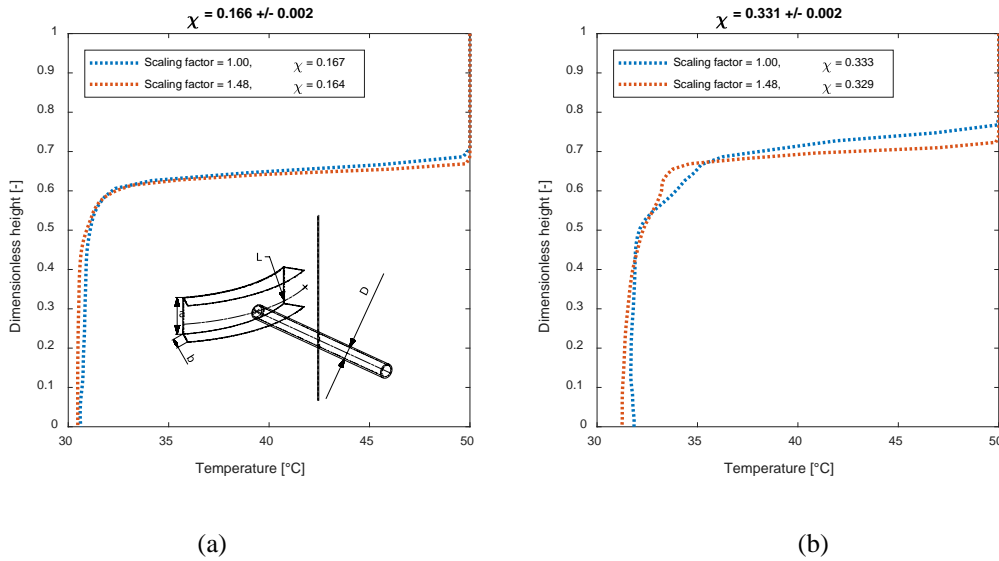 χ = 0.166 +/- 0.002
1
0.9
0.8
0.7
0.6
0.5
0.4
0.3
0.2
0.1
0
Dimensionless height [-]
Scaling factor = 1.00, χ = 0.167
Scaling factor = 1.48, χ = 0.164
L
x
D
a
b
30 35 40 45 50
Temperature [°C]
(a)
χ = 0.331 +/- 0.002
1
0.9
0.8
0.7
0.6
0.5
0.4
0.3
0.2
0.1
0
Dimensionless height [-]
Scaling factor = 1.00, χ = 0.333
Scaling factor = 1.48, χ = 0.329
30 35 40 45 50
Temperature [°C]
(b)